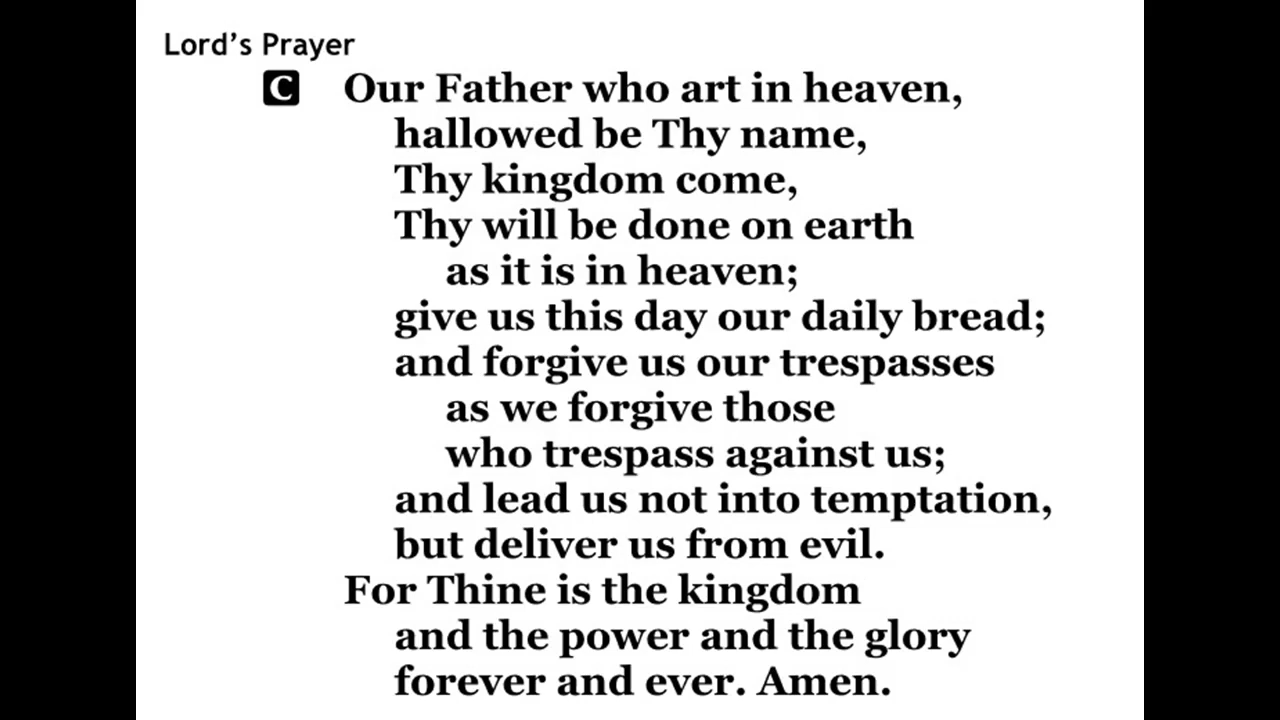 Lord's Prayer
C Our Father who art in heaven,
hallowed be Thy name,
Thy kingdom come,
Thy will be done on earth
as it is in heaven;
give us this day our daily bread;
and forgive us our trespasses
as we forgive those
who trespass against us;
and lead us not into temptation,
but deliver us from evil.
For Thine is the kingdom
and the power and the glory
forever and ever. Amen.